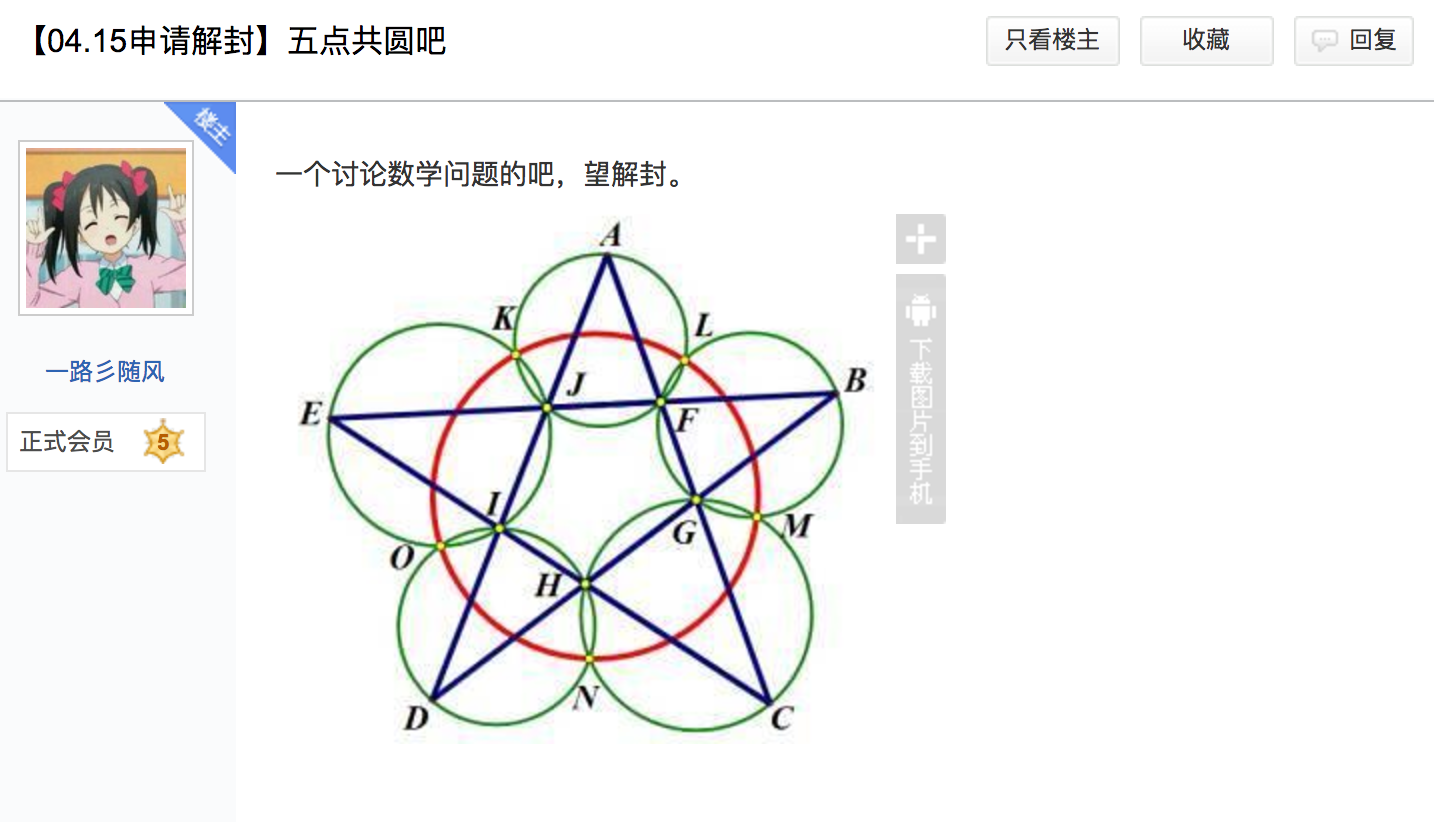 【04.15申请解封】五点共圆吧
只看楼主
收藏
回复
楼主
一个讨论数学问题的吧，望解封。
一路彡随风
正式会员 5
A
K
L
J
B
E
F
I
G
M
O
H
N
D
C
下载图片到手机